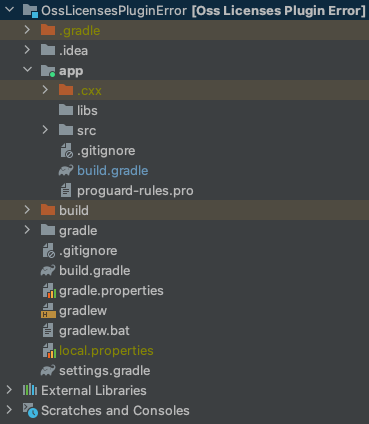 OssLicensesPluginError [Oss Licenses Plugin Error]
.gradle
.idea
app
.cxx
libs
src
.gitignore
build.gradle
proguard-rules.pro
build
gradle
.gitignore
build.gradle
gradle.properties
gradlew
gradlew.bat
local.properties
settings.gradle
External Libraries
Scratches and Consoles